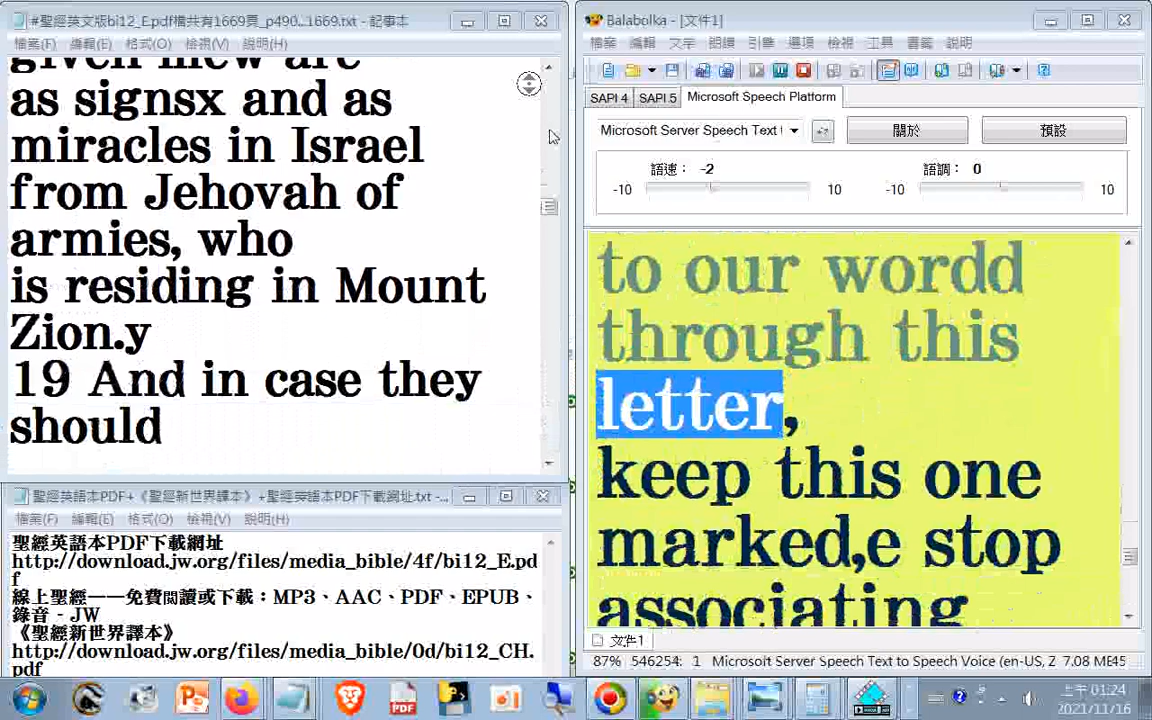 #聖經英文版bi12_E.pdf檔共有1669頁_p490...1669.txt - 記事本
檔案(F) 編輯(E) 格式(O) 檢視(V) 說明(H)
given mew are
as signsx and as
miracles in Israel
from Jehovah of
armies, who
is residing in Mount
Zion.y
19 And in case they
should
聖經英語本PDF+《聖經新世界譯本》+聖經英語本PDF下載網址.txt -...
檔案(F) 編輯(E) 格式(O) 檢視(V) 說明(H)
聖經英語本PDF下載網址
http://download.jw.org/files/media_bible/4f/bi12_E.pd
f
線上聖經——免費閱讀或下載：MP3、AAC、PDF、EPUB、
錄音 - JW
《聖經新世界譯本》
http://download.jw.org/files/media_bible/0d/bi12_CH.
pdf
Balabolka - [文件1]
檔案 編輯 文字 朗讀 引擎 選項 檢視 工具 書籤 說明
SAPI 4 SAPI 5 Microsoft Speech Platform
Microsoft Server Speech Text 關於 預設
語速： -2 語調： 0
-10 10 -10 10
to our wordd
through this
letter,
keep this one
marked,e stop
associating
文件1
87% 546254: 1 Microsoft Server Speech Text to Speech Voice (en-US, Z 7.08 ME45
上午 01:24
2021/11/16